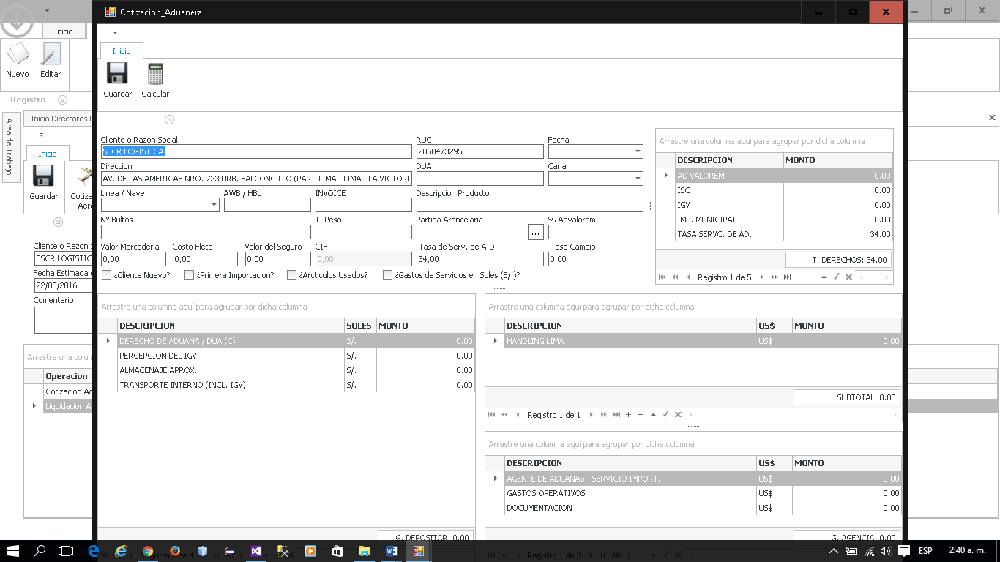 Cotizacion_Aduanera
Inicio
Inicio
Nuevo Editar
Guardar Calcular
Registro
Area de Trabajo
Inicio Directores
Inicio
Guardar
Cliente o Razon Social RUC Fecha
SSCR LOGISTICA 20504732950
Direccion DUA Canal
AV. DE LAS AMERICAS NRO. 723 URB. BALCONCILLO (PAR - LIMA - LIMA - LA VICTORI
Linea / Nave AWB / HBL INVOICE Descripcion Producto
N° Bultos T. Peso Partida Arancelaria % Advalorem
...
Valor Mercaderia Costo Flete Valor del Seguro CIF Tasa de Serv. de A.D Tasa Cambio
0,00 0,00 0,00 0,00 34,00 0,00
¿Cliente Nuevo? ¿Primera Importacion? ¿Arcticulos Usados? ¿Gastos de Servicios en Soles (S/.)?
Arrastre una columna aquí para agrupar por dicha columna
DESCRIPCION MONTO
AD VALOREM 0.00
ISC 0.00
IGV 0.00
IMP. MUNICIPAL 0.00
TASA SERVC. DE AD. 34.00
T. DERECHOS: 34.00
Registro 1 de 5
Cliente o Razon S
SSCR LOGISTIC
Fecha Estimada
22/05/2016
Comentario
Arrastre una colum
Operacion
Cotizacion Ad
Liquidacion A
Arrastre una columna aquí para agrupar por dicha columna
DESCRIPCION SOLES MONTO
DERECHO DE ADUANA / DUA (C) S/. 0.00
PERCEPCION DEL IGV S/. 0.00
ALMACENAJE APROX. S/. 0.00
TRANSPORTE INTERNO (INCL. IGV) S/. 0.00
G. DEPOSITAR: 0.00
Arrastre una columna aquí para agrupar por dicha columna
DESCRIPCION US$ MONTO
HANDLING LIMA US$ 0.00
SUBTOTAL: 0.00
Registro 1 de 1
Arrastre una columna aquí para agrupar por dicha columna
DESCRIPCION US$ MONTO
AGENTE DE ADUANAS - SERVICIO IMPORT. US$ 0.00
GASTOS OPERATIVOS US$ 0.00
DOCUMENTACION US$ 0.00
G. AGENCIA: 0.00
Registro 1 de 4
Registro 1 de 3
ESP 2:40 a. m.